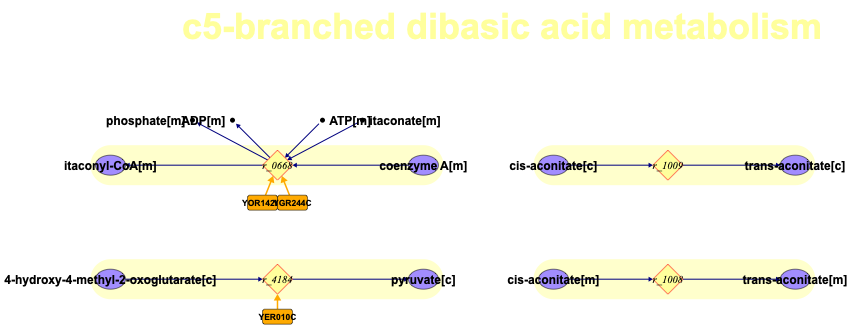 c5-branched dibasic acid metabolism
phosphate[m] ADP[m] ATP[m] itaconate[m]
itaconyl-CoA[m] r_0668 coenzyme A[m] cis-aconitate[c] r_1009 trans-aconitate[c]
YGR244C
4-hydroxy-4-methyl-2-oxoglutarate[c] r_4184 pyruvate[c] cis-aconitate[m] r_1008 trans-aconitate[m]
YER010C